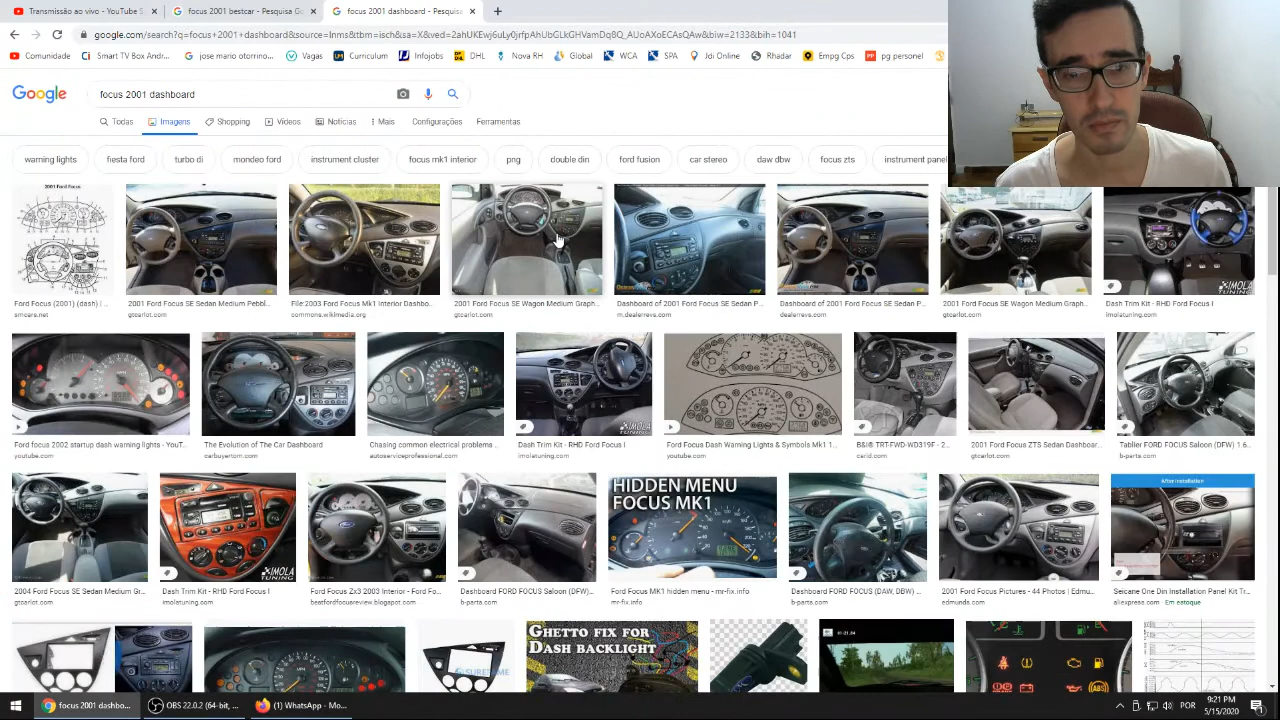 Transmissão ao vivo - YouTube S
focus 2001 bestcar - Pesquisa Go
focus 2001 dashboard - Pesquisa
google.com/search?q=focus+2001+dashboard&source=lnms&tbm=isch&sa=X&ved=2ahUKEwj6uLy0jrfpAhUbGLkGHVamDq8Q_AUoAXoECAsQAw&biw=2133&bih=1041
Comunidade
Smart TV Box Andr...
jose mario otorrino...
Vagas
Curriculum
Infojobs
DHL
Nova RH
Global
WCA
SPA
Joi Online
Rhadar
Empg Cps
pg personel
Google
focus 2001 dashboard
Todas
Imagens
Shopping
Vídeos
Notícias
Mais
Configurações
Ferramentas
warning lights
fiesta ford
turbo di
mondeo ford
instrument cluster
focus mk1 interior
png
double din
ford fusion
car stereo
daw dbw
focus zts
instrument panel
2001 Ford Focus
IMOLA TUNING
Ford Focus (2001) (dash) | ...
smcars.net
2001 Ford Focus SE Sedan Medium Pebbl...
gtcarlot.com
File:2003 Ford Focus Mk1 Interior Dashbo...
commons.wikimedia.org
2001 Ford Focus SE Wagon Medium Graph...
gtcarlot.com
Dashboard of 2001 Ford Focus SE Sedan P...
m.dealerrevs.com
Dashboard of 2001 Ford Focus SE Sedan P...
dealerrevs.com
2001 Ford Focus SE Wagon Medium Graph...
gtcarlot.com
Dash Trim Kit - RHD Ford Focus I
imolatuning.com
IMOLA TUNING
Ford focus 2002 startup dash warning lights - YouT...
youtube.com
The Evolution of The Car Dashboard
carbuyertom.com
Chasing common electrical problems ...
autoserviceprofessional.com
Dash Trim Kit - RHD Ford Focus I
imolatuning.com
Ford Focus Dash Warning Lights & Symbols Mk1 1...
youtube.com
B&I® TRT-FWD-WD319F - 2...
carid.com
2001 Ford Focus ZTS Sedan Dashboar...
gtcarlot.com
Tablier FORD FOCUS Saloon (DFW) 1.6...
b-parts.com
IMOLA TUNING
HIDDEN MENU
FOCUS MK1
After installation
2004 Ford Focus SE Sedan Medium Gr...
gtcarlot.com
Dash Trim Kit - RHD Ford Focus I
imolatuning.com
Ford Focus Zx3 2003 Interior - Ford Fo...
bestfordfocusreview.blogspot.com
Dashboard FORD FOCUS Saloon (DFW)...
b-parts.com
Ford Focus MK1 hidden menu - mr-fix.info
mr-fix.info
Dashboard FORD FOCUS (DAW, DBW) ...
b-parts.com
2001 Ford Focus Pictures - 44 Photos | Edmu...
edmunds.com
Seicane One Din Installation Panel Kit Tr...
aliexpress.com - Em estoque
GHETTO FIX FOR
DASH BACKLIGHT
ABS
focus 2001 dashbo...
OBS 22.0.2 (64-bit, ...
(1) WhatsApp - Mo...
POR
9:21 PM
5/15/2020